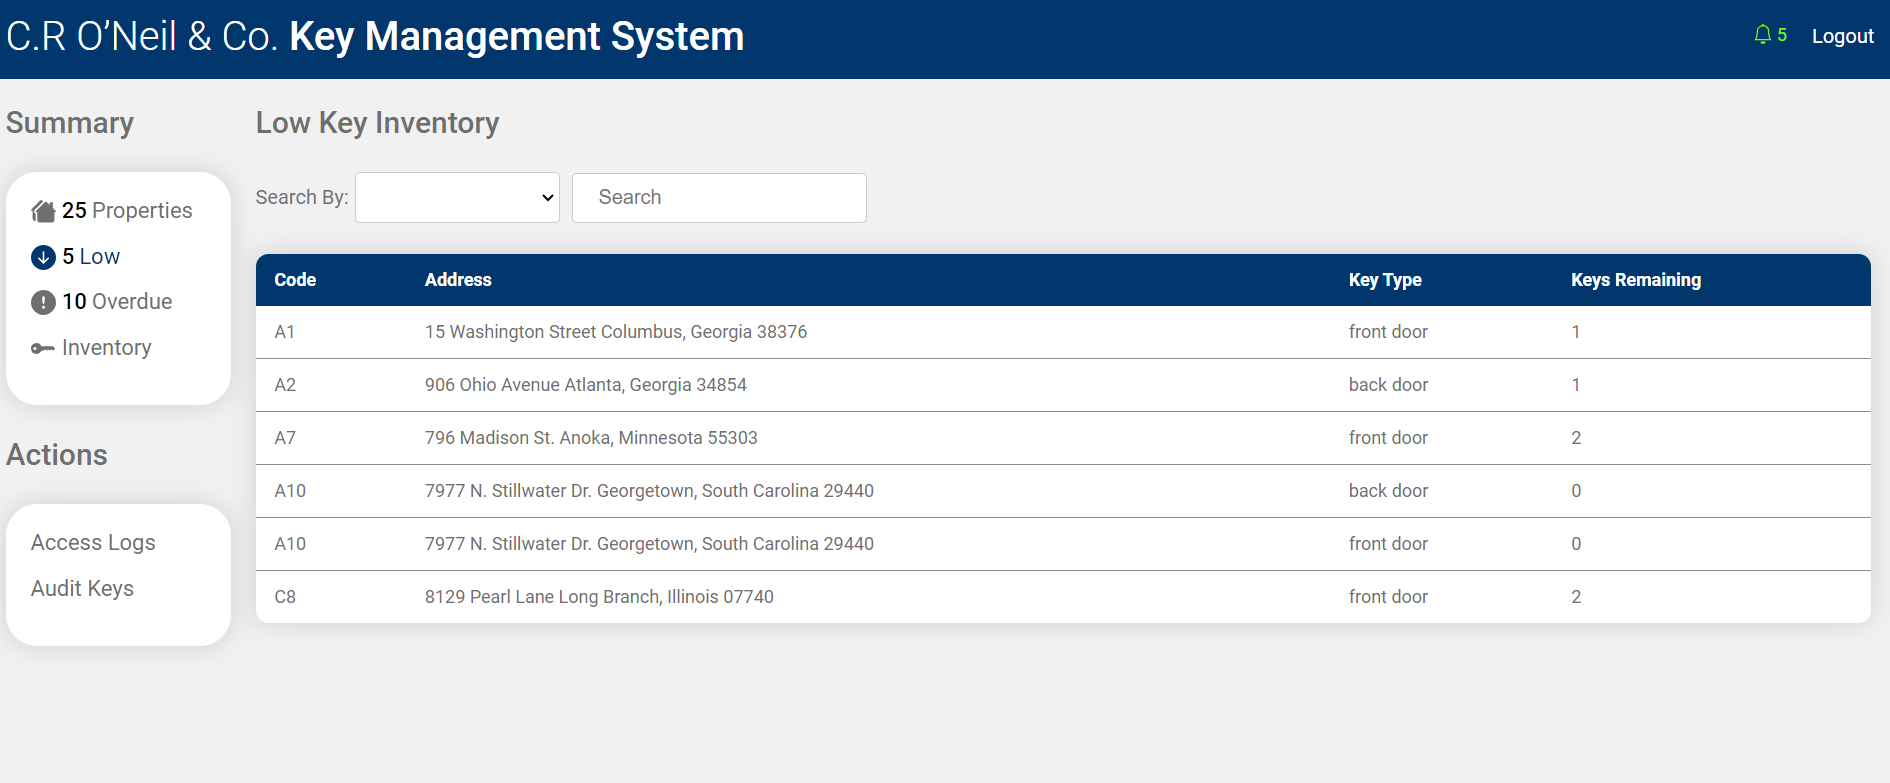 C.R O’Neil & Co. Key Management System
5 Logout
Summary
25 Properties
5 Low
10 Overdue
Inventory
Actions
Access Logs
Audit Keys
Low Key Inventory
Search By: Search
Code Address Key Type Keys Remaining
A1 15 Washington Street Columbus, Georgia 38376 front door 1
A2 906 Ohio Avenue Atlanta, Georgia 34854 back door 1
A7 796 Madison St. Anoka, Minnesota 55303 front door 2
A10 7977 N. Stillwater Dr. Georgetown, South Carolina 29440 back door 0
A10 7977 N. Stillwater Dr. Georgetown, South Carolina 29440 front door 0
C8 8129 Pearl Lane Long Branch, Illinois 07740 front door 2